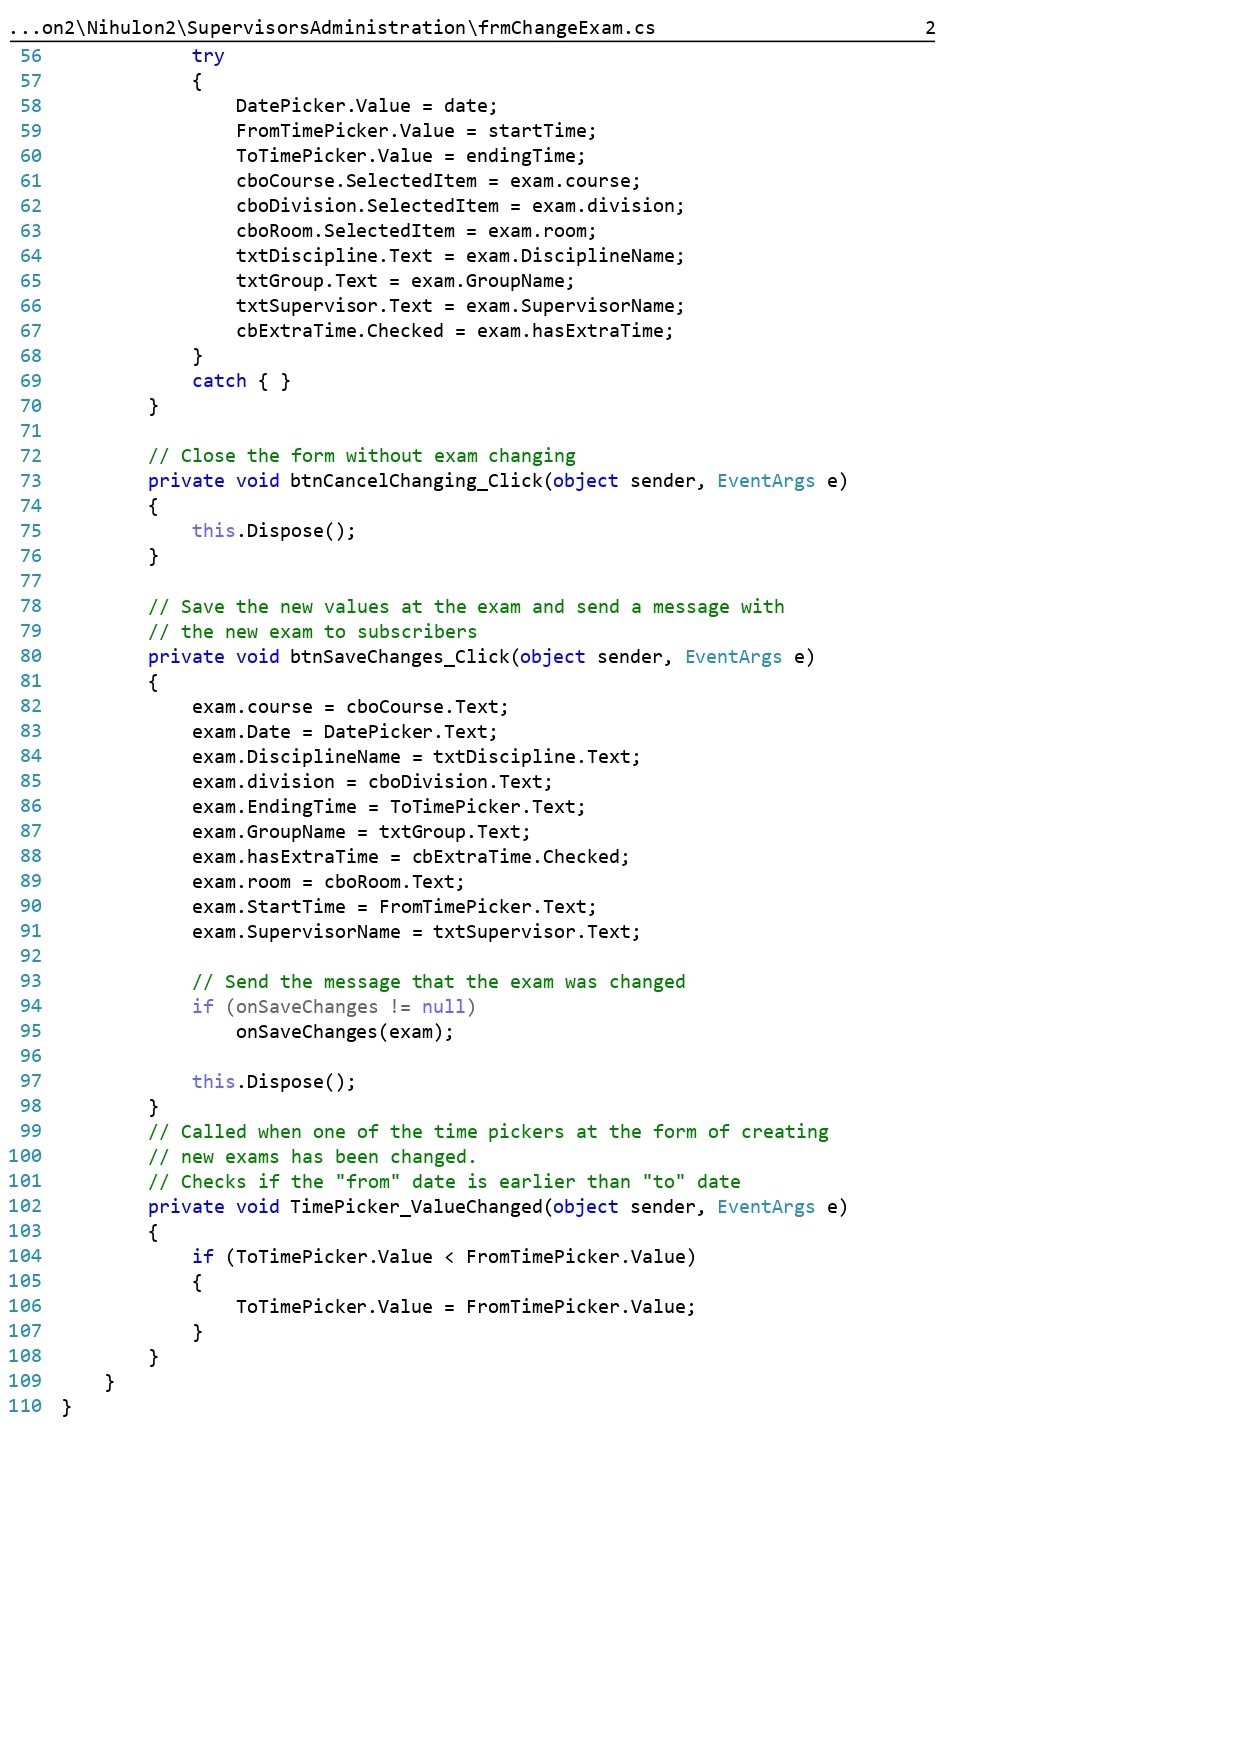 ...on2\Nihulon2\SupervisorsAdministration\frmChangeExam.cs 2
56             try
57             {
58                 DatePicker.Value = date;
59                 FromTimePicker.Value = startTime;
60                 ToTimePicker.Value = endingTime;
61                 cboCourse.SelectedItem = exam.course;
62                 cboDivision.SelectedItem = exam.division;
63                 cboRoom.SelectedItem = exam.room;
64                 txtDiscipline.Text = exam.DisciplineName;
65                 txtGroup.Text = exam.GroupName;
66                 txtSupervisor.Text = exam.SupervisorName;
67                 cbExtraTime.Checked = exam.hasExtraTime;
68             }
69             catch { }
70         }
71
72         // Close the form without exam changing
73         private void btnCancelChanging_Click(object sender, EventArgs e)
74         {
75             this.Dispose();
76         }
77
78         // Save the new values at the exam and send a message with
79         // the new exam to subscribers
80         private void btnSaveChanges_Click(object sender, EventArgs e)
81         {
82             exam.course = cboCourse.Text;
83             exam.Date = DatePicker.Text;
84             exam.DisciplineName = txtDiscipline.Text;
85             exam.division = cboDivision.Text;
86             exam.EndingTime = ToTimePicker.Text;
87             exam.GroupName = txtGroup.Text;
88             exam.hasExtraTime = cbExtraTime.Checked;
89             exam.room = cboRoom.Text;
90             exam.StartTime = FromTimePicker.Text;
91             exam.SupervisorName = txtSupervisor.Text;
92
93             // Send the message that the exam was changed
94             if (onSaveChanges != null)
95                 onSaveChanges(exam);
96
97             this.Dispose();
98         }
99         // Called when one of the time pickers at the form of creating
100         // new exams has been changed.
101         // Checks if the "from" date is earlier than "to" date
102         private void TimePicker_ValueChanged(object sender, EventArgs e)
103         {
104             if (ToTimePicker.Value < FromTimePicker.Value)
105             {
106                 ToTimePicker.Value = FromTimePicker.Value;
107             }
108         }
109     }
110 }